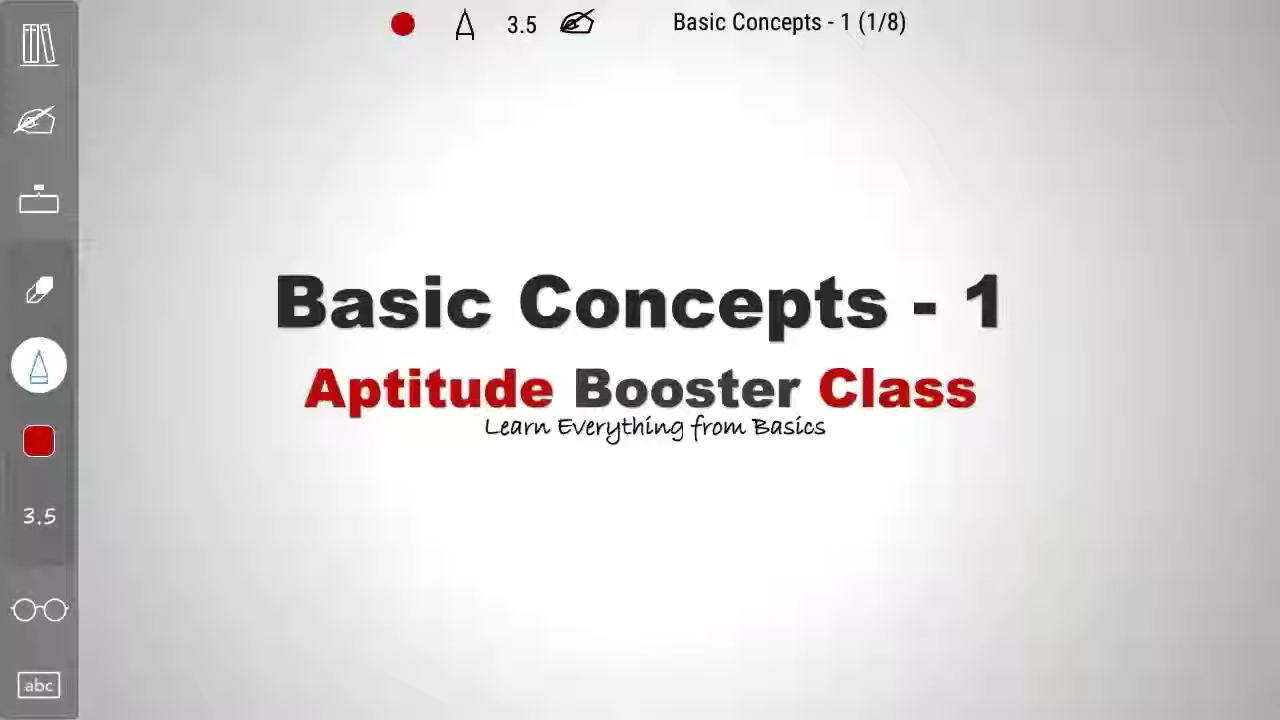 3.5
Basic Concepts - 1 (1/8)
Basic Concepts - 1
Aptitude Booster Class
Learn Everything from Basics
3.5
abc